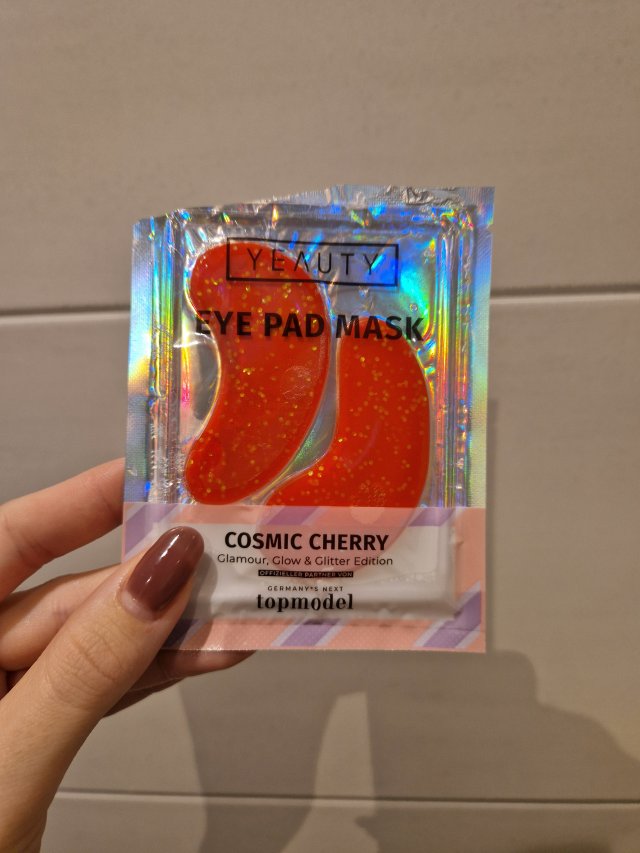 YEAUTY
EYE PAD MASK
COSMIC CHERRY
Glamour, Glow & Glitter Edition
OFFIZIELLER PARTNER VON
GERMANY'S NEXT
topmodel